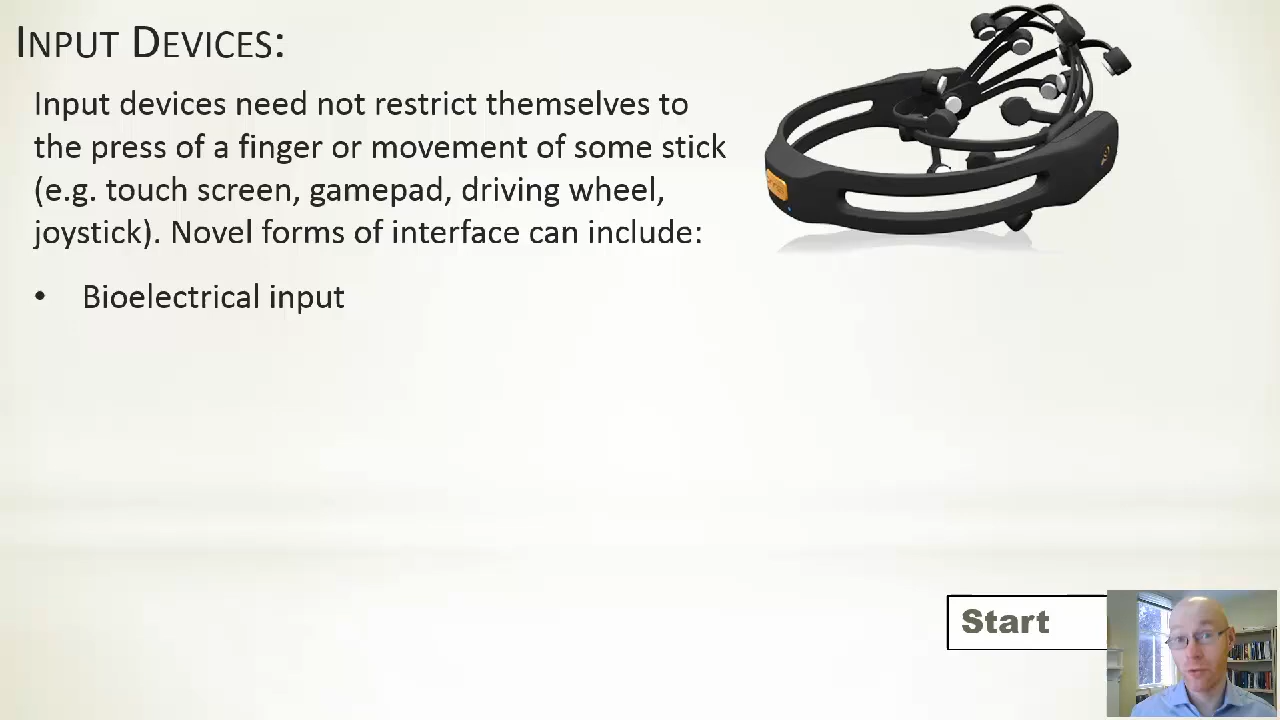 INPUT DEVICES:
Input devices need not restrict themselves to
the press of a finger or movement of some stick
(e.g. touch screen, gamepad, driving wheel,
joystick). Novel forms of interface can include:
• Bioelectrical input
Start